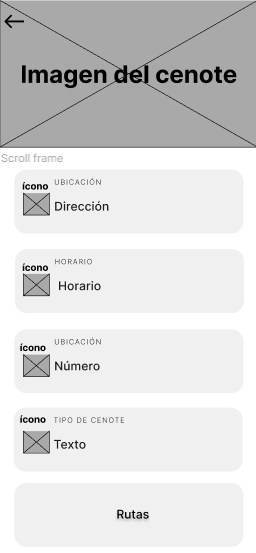 Imagen del cenote
Scroll frame
UBICACIÓN
ícono
Dirección
HORARIO
ícono
Horario
UBICACIÓN
ícono
Número
ícono
TIPO DE CENOTE
Texto
Rutas